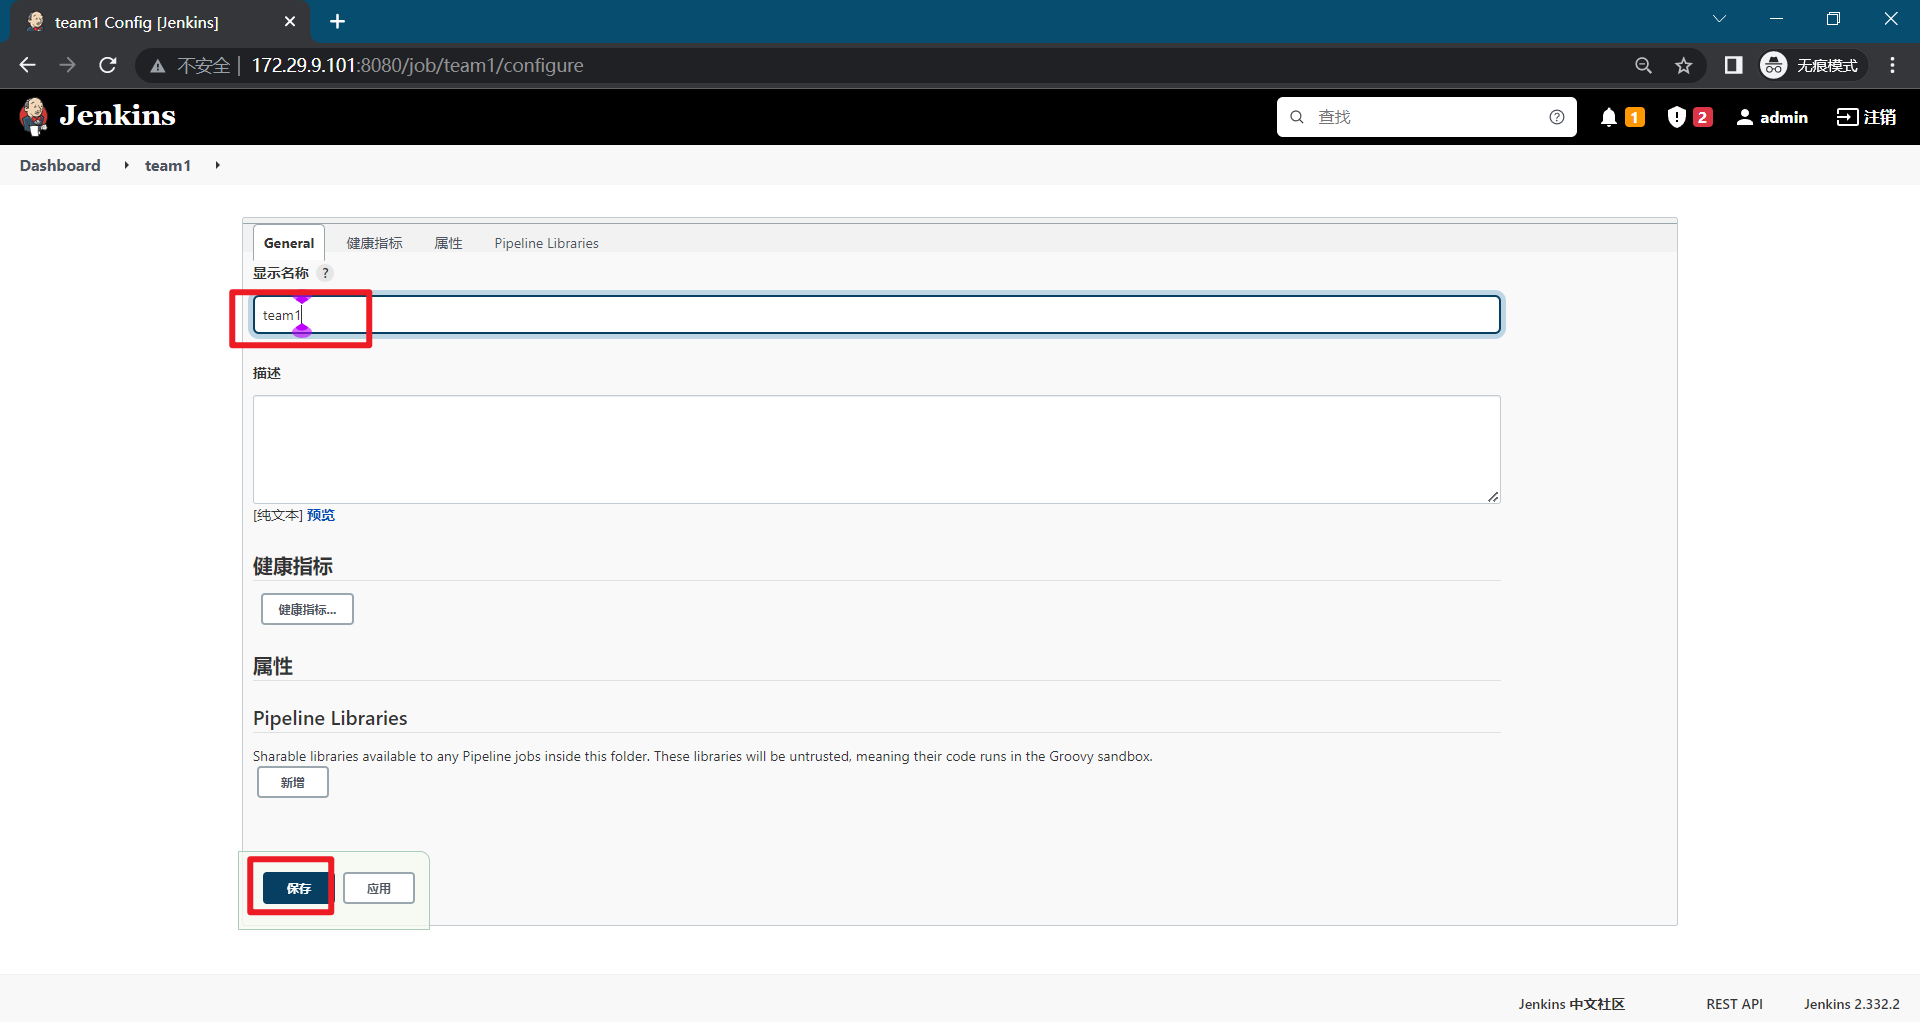 team1 Config [Jenkins]
不安全 172.29.9.101:8080/job/team1/configure 无痕模式
Jenkins 查找 1 2 admin 注销
Dashboard team1
General 健康指标 属性 Pipeline Libraries
显示名称 ?
team1
描述
[纯文本] 预览
健康指标
健康指标...
属性
Pipeline Libraries
Sharable libraries available to any Pipeline jobs inside this folder. These libraries will be untrusted, meaning their code runs in the Groovy sandbox.
新增
保存 应用
Jenkins 中文社区 REST API Jenkins 2.332.2